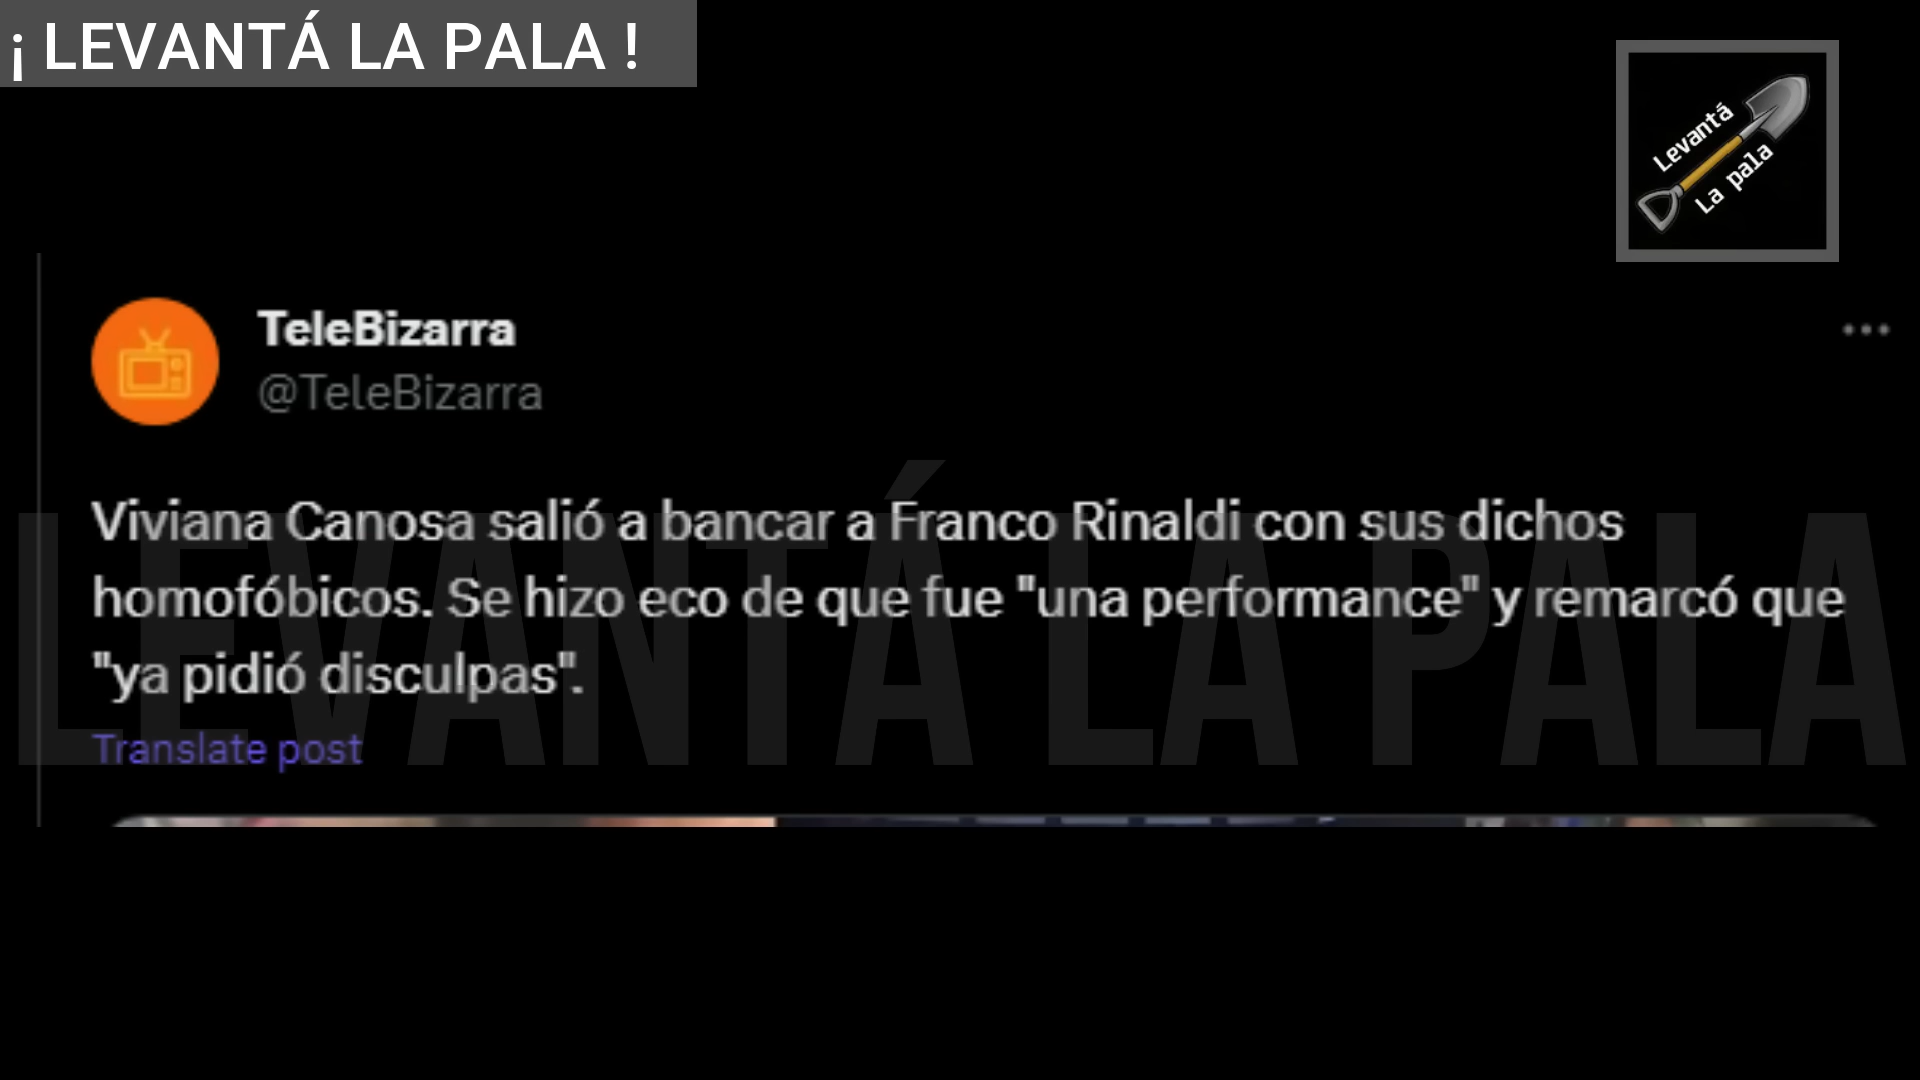 ¡ LEVANTÁ LA PALA !
Levantá
La pala
TeleBizarra
@TeleBizarra
Viviana Canosa salió a bancar a Franco Rinaldi con sus dichos
homofóbicos. Se hizo eco de que fue "una performance" y remarcó que
"ya pidió disculpas".
Translate post
LEVANTÁ LA PALA